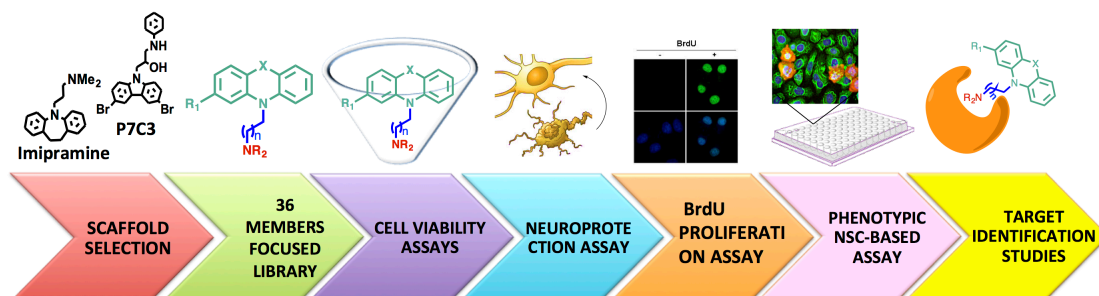 NH
OH
N
Br
Br
P7C3
NMe2
N
Imipramine
X
R1
N
n
NR2
X
R1
N
n
NR2
BrdU
-
+
R1
X
N
R2N
SCAFFOLD
SELECTION
36
MEMBERS
FOCUSED
LIBRARY
CELL VIABILITY
ASSAYS
NEUROPROTE
CTION ASSAY
BrdU
PROLIFERATI
ON ASSAY
PHENOTYPIC
NSC-BASED
ASSAY
TARGET
IDENTIFICATION
STUDIES